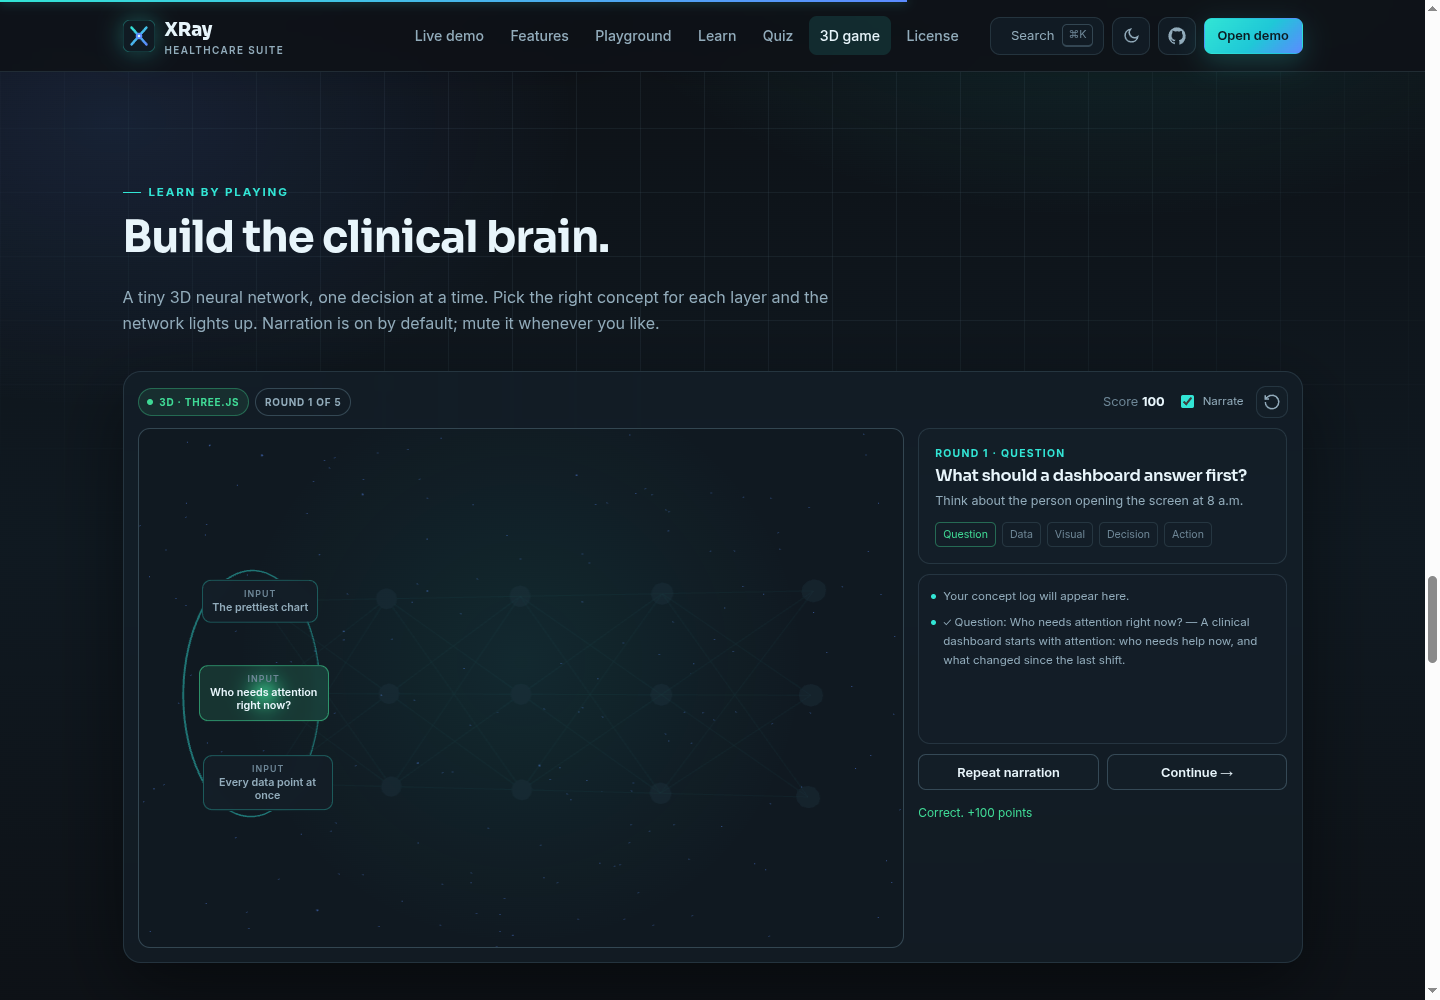 XRay
HEALTHCARE SUITE
Live demo
Features
Playground
Learn
Quiz
3D game
License
Search
⌘K
Open demo
LEARN BY PLAYING
Build the clinical brain.
A tiny 3D neural network, one decision at a time. Pick the right concept for each layer and the
network lights up. Narration is on by default; mute it whenever you like.
3D · THREE.JS
ROUND 1 OF 5
Score 100
Narrate
INPUT
The prettiest chart
INPUT
Who needs attention
right now?
INPUT
Every data point at
once
ROUND 1 · QUESTION
What should a dashboard answer first?
Think about the person opening the screen at 8 a.m.
Question
Data
Visual
Decision
Action
Your concept log will appear here.
✓ Question: Who needs attention right now? — A clinical
dashboard starts with attention: who needs help now, and
what changed since the last shift.
Repeat narration
Continue →
Correct. +100 points